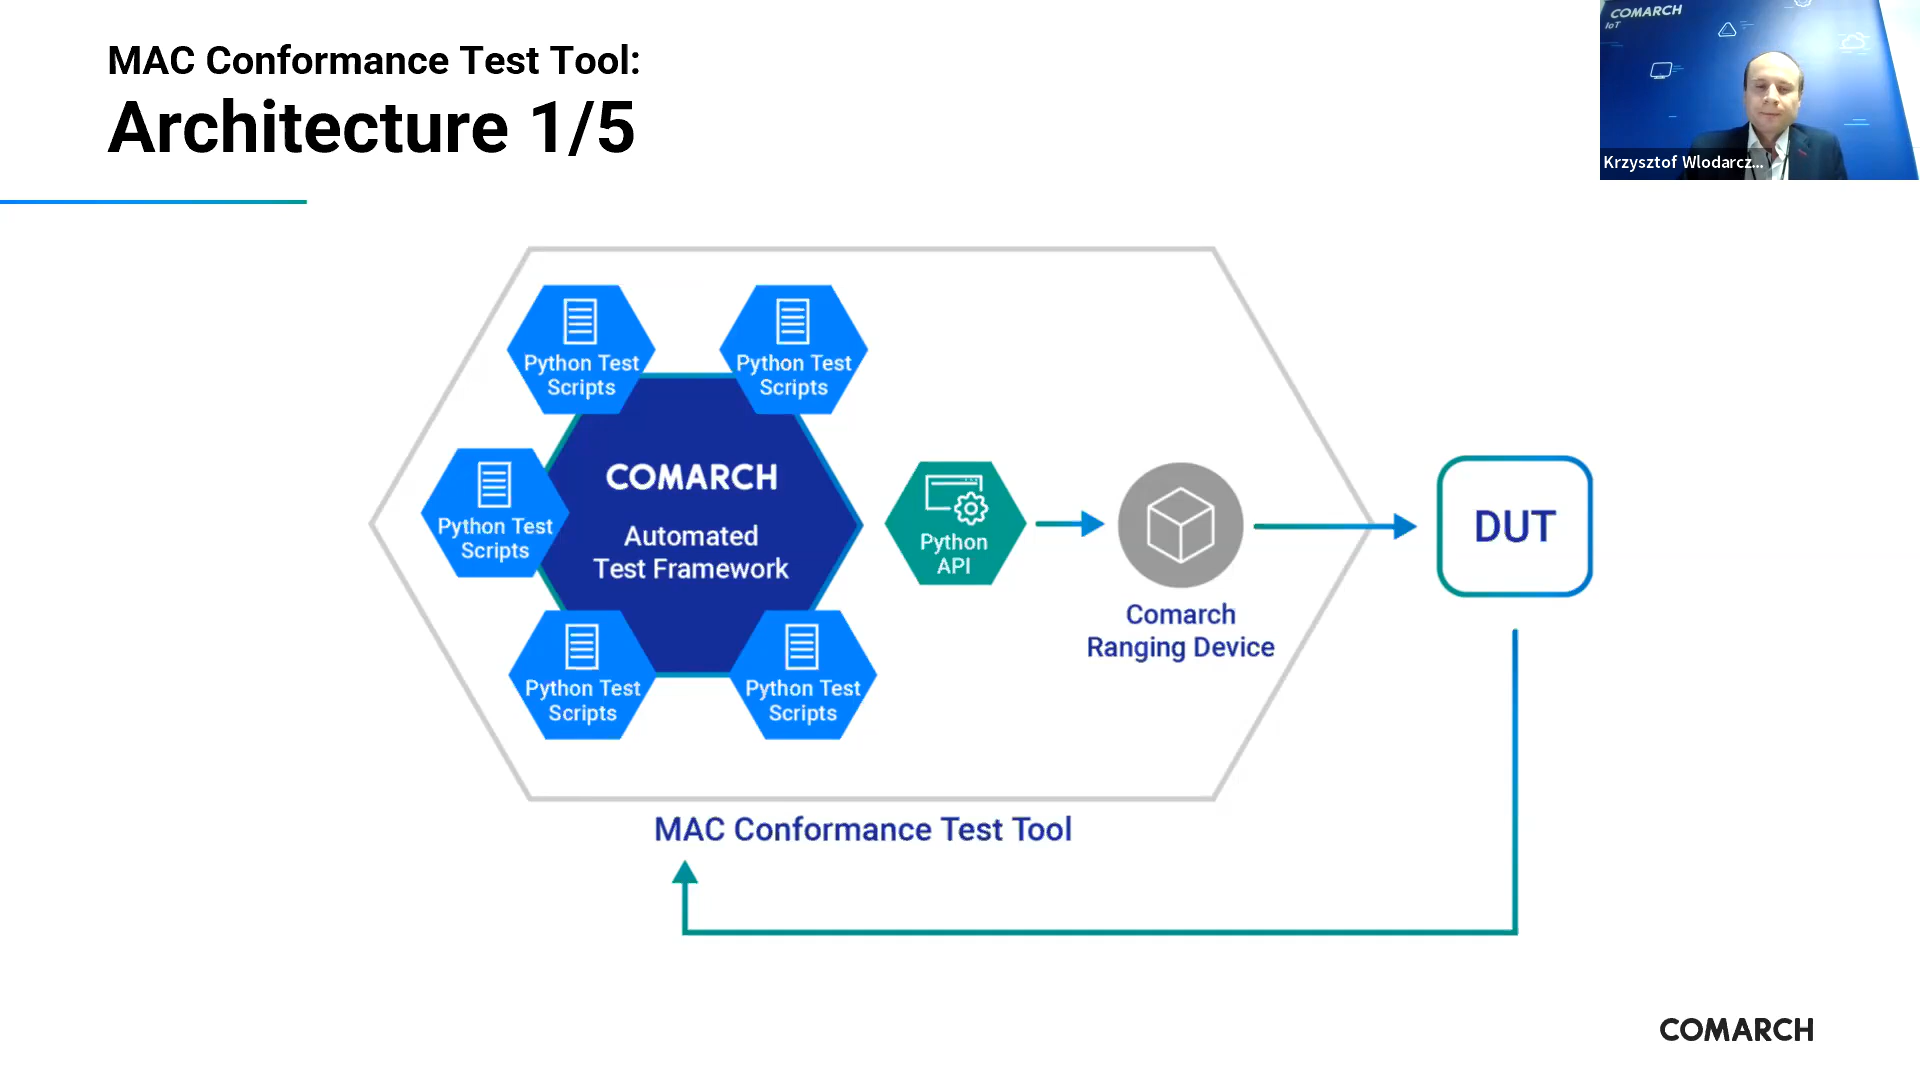 MAC Conformance Test Tool:
Architecture 1/5
COMARCH
IoT
Krzysztof Wlodarcz...
Python Test
Scripts
Python Test
Scripts
Python Test
Scripts
COMARCH
Automated
Test Framework
Python
API
Comarch
Ranging Device
DUT
Python Test
Scripts
Python Test
Scripts
MAC Conformance Test Tool
COMARCH